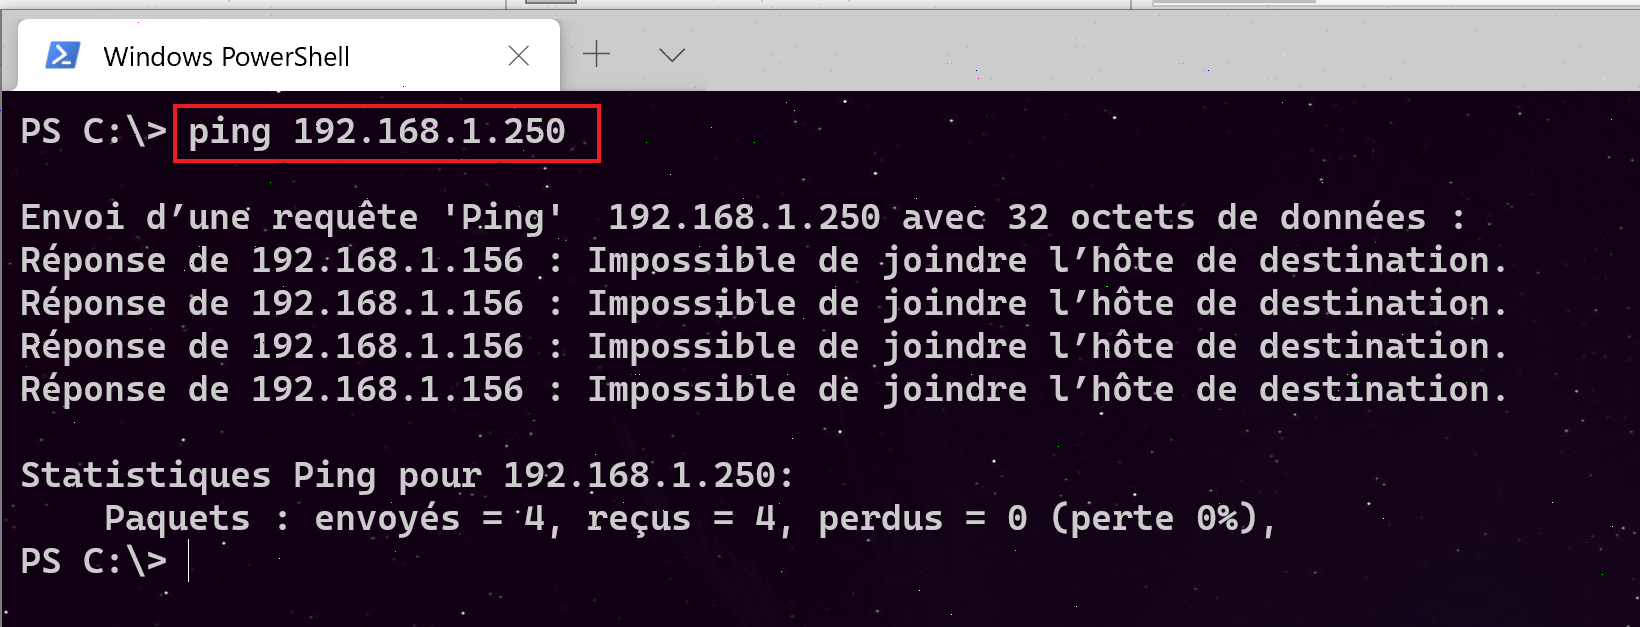 Windows PowerShell
PS C:\> ping 192.168.1.250
Envoi d’une requête 'Ping'  192.168.1.250 avec 32 octets de données :
Réponse de 192.168.1.156 : Impossible de joindre l’hôte de destination.
Réponse de 192.168.1.156 : Impossible de joindre l’hôte de destination.
Réponse de 192.168.1.156 : Impossible de joindre l’hôte de destination.
Réponse de 192.168.1.156 : Impossible de joindre l’hôte de destination.
Statistiques Ping pour 192.168.1.250:
    Paquets : envoyés = 4, reçus = 4, perdus = 0 (perte 0%),
PS C:\>